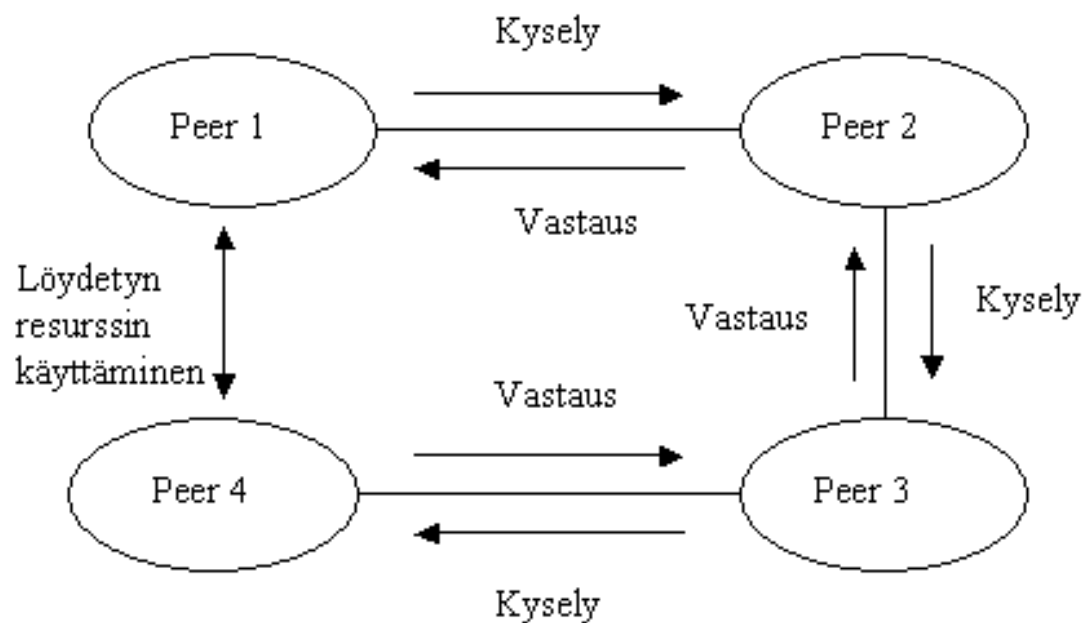 Kysely
Peer 1
Peer 2
Vastaus
Löydetyn
resurssin
käyttäminen
Vastaus
Kysely
Vastaus
Peer 4
Peer 3
Kysely